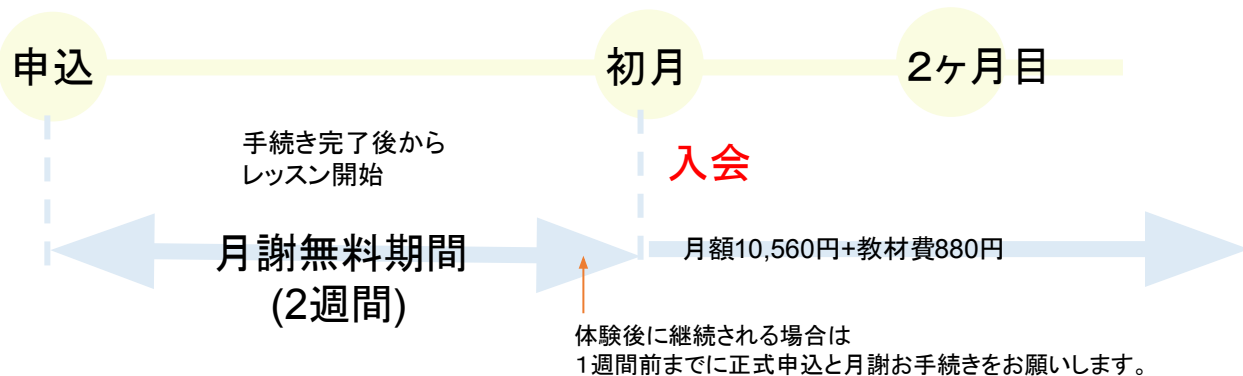 申込
初月
２ヶ月目
手続き完了後から
レッスン開始
入会
月謝無料期間
(2週間)
月額10,560円+教材費880円
体験後に継続される場合は
１週間前までに正式申込と月謝お手続きをお願いします。